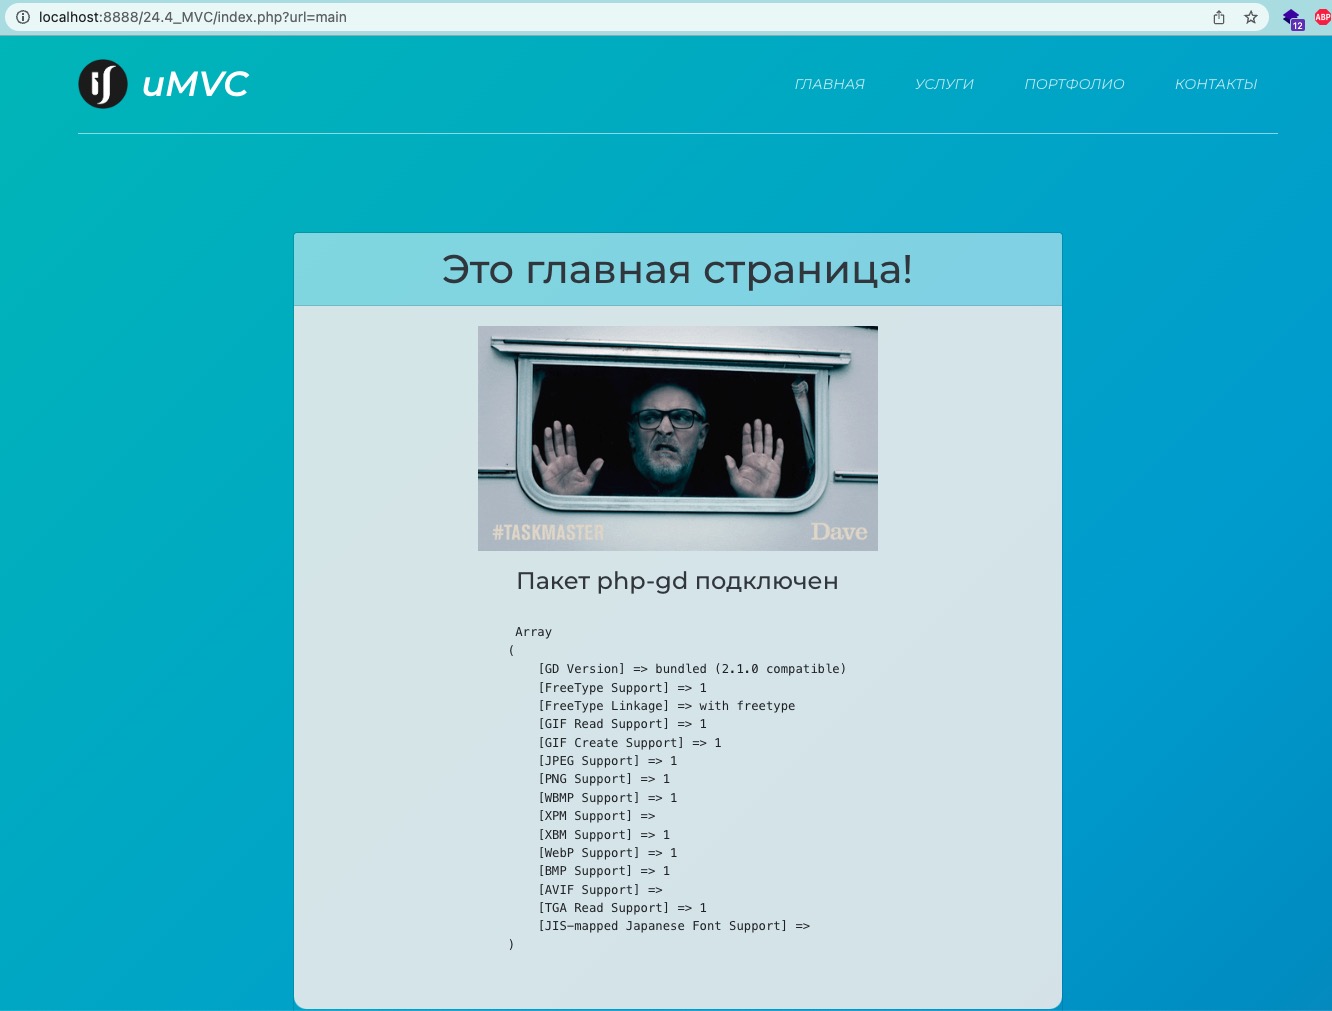 localhost:8888/24.4_MVC/index.php?url=main
12
ABP
uMVC
ГЛАВНАЯ
УСЛУГИ
ПОРТФОЛИО
КОНТАКТЫ
Это главная страница!
#TASKMASTER
Dave
Пакет php-gd подключен
Array
(
[GD Version] => bundled (2.1.0 compatible)
[FreeType Support] => 1
[FreeType Linkage] => with freetype
[GIF Read Support] => 1
[GIF Create Support] => 1
[JPEG Support] => 1
[PNG Support] => 1
[WBMP Support] => 1
[XPM Support] =>
[XBM Support] => 1
[WebP Support] => 1
[BMP Support] => 1
[AVIF Support] =>
[TGA Read Support] => 1
[JIS-mapped Japanese Font Support] =>
)